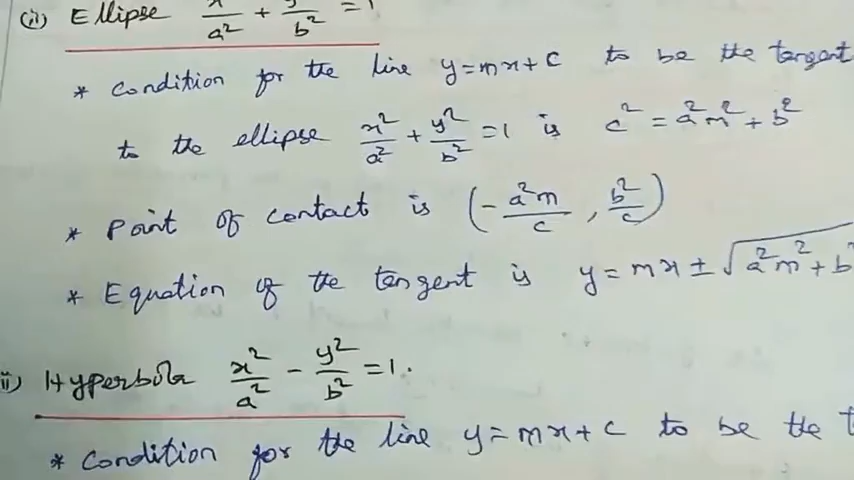 (ii) Ellipse x²/a² + y²/b² = 1
* condition for the line y=mx+c to be the tangent
to the ellipse x²/a² + y²/b² = 1 is c² = a²m² + b²
* Point of contact is (-a²m/c, b²/c)
* Equation of the tangent is y = mx ± √a²m² + b²
ii) Hyperbola x²/a² - y²/b² = 1.
* condition for the line y=mx+c to be the t